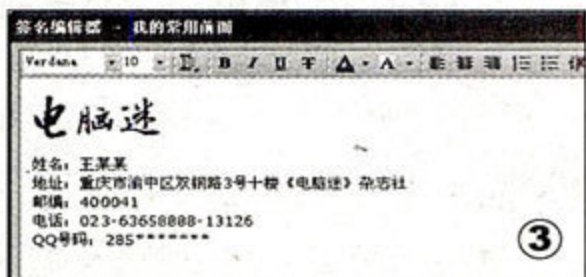 签名编辑器 - 我的常用签名
Verdana 10 B I U
电脑迷
姓名：王某某
地址：重庆市渝中区双钢路3号十楼《电脑迷》杂志社
邮编：400041
电话：023-63658888-13126
QQ号码：285*******
③